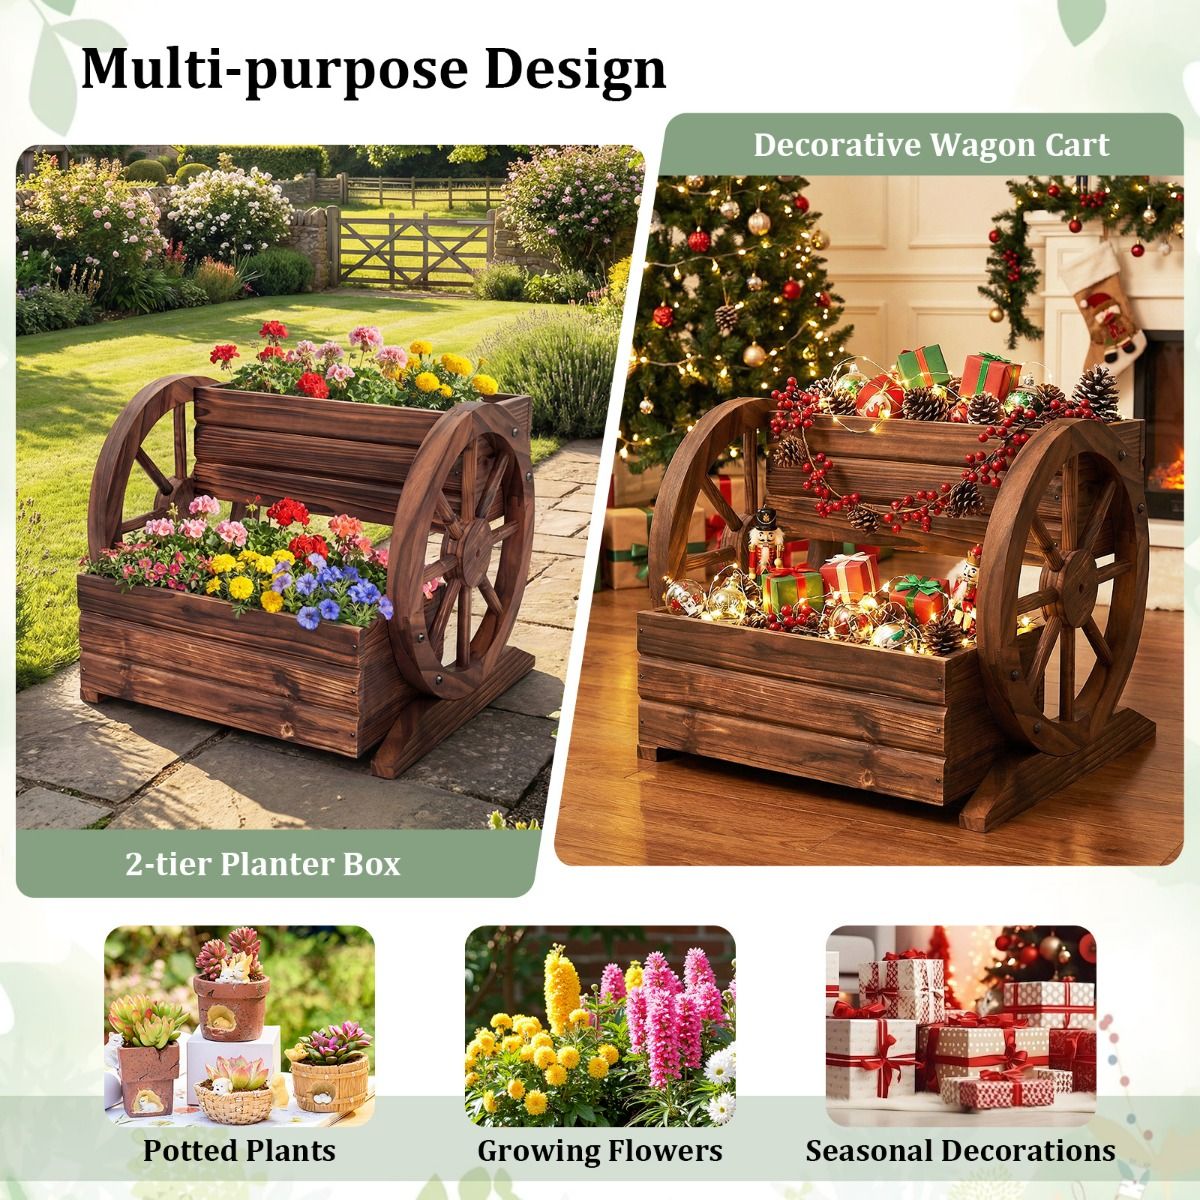 Multi-purpose Design
Decorative Wagon Cart
2-tier Planter Box
Potted Plants
Growing Flowers
Seasonal Decorations